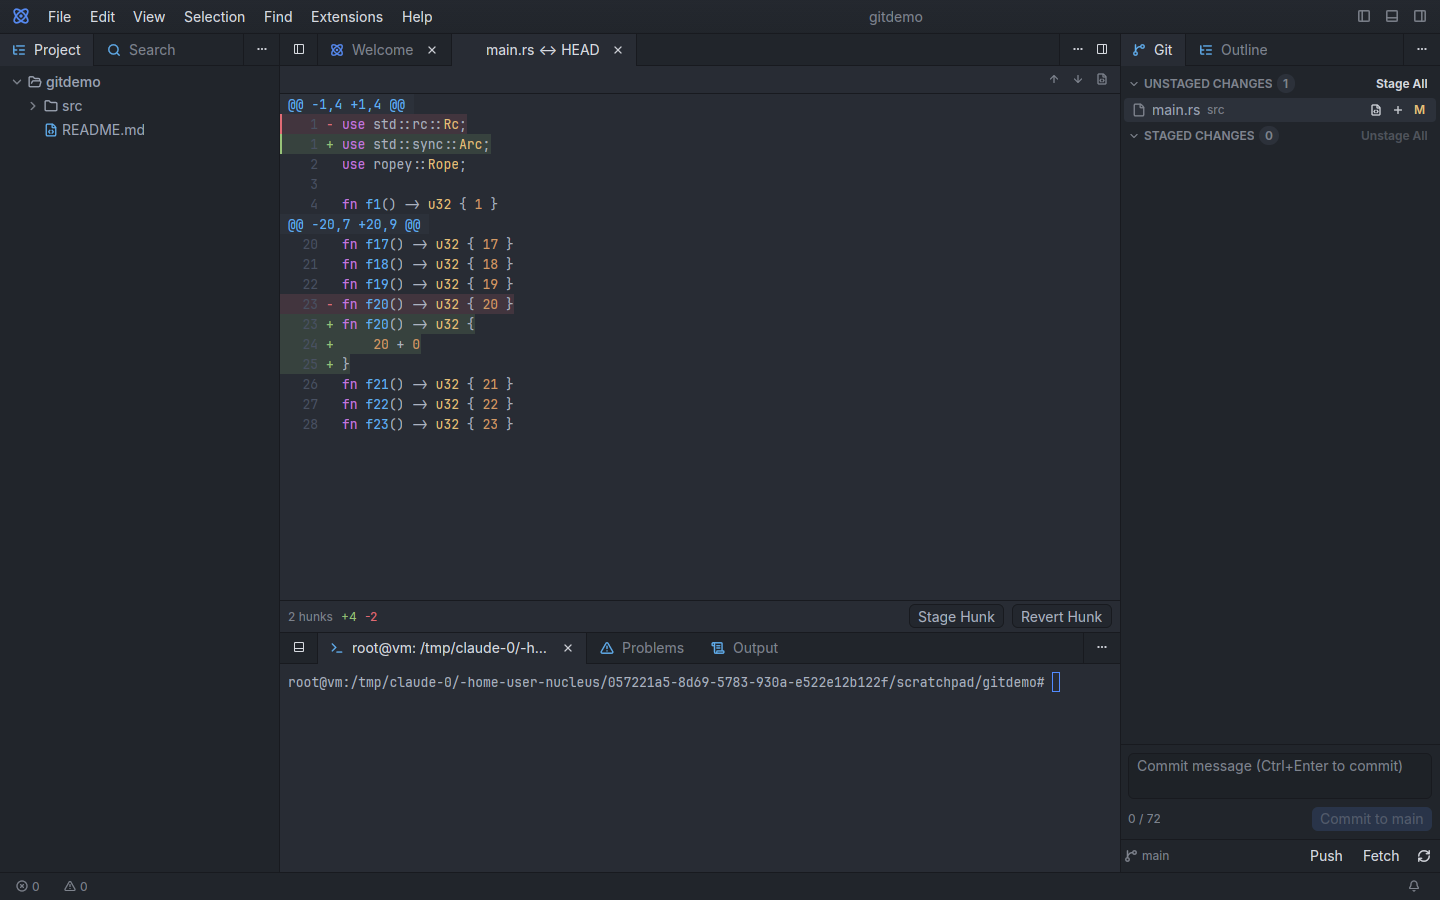 File Edit View Selection Find Extensions Help
gitdemo
Project
Search
Welcome
main.rs ↔ HEAD
Git
Outline
gitdemo
src
README.md
@@ -1,4 +1,4 @@
1 - use std::rc::Rc;
1 + use std::sync::Arc;
2 use ropey::Rope;
3
4 fn f1() -> u32 { 1 }
@@ -20,7 +20,9 @@
20 fn f17() -> u32 { 17 }
21 fn f18() -> u32 { 18 }
22 fn f19() -> u32 { 19 }
23 - fn f20() -> u32 { 20 }
23 + fn f20() -> u32 {
24 +     20 + 0
25 + }
26 fn f21() -> u32 { 21 }
27 fn f22() -> u32 { 22 }
28 fn f23() -> u32 { 23 }
2 hunks +4 -2
Stage Hunk
Revert Hunk
root@vm: /tmp/claude-0/-h...
Problems
Output
root@vm:/tmp/claude-0/-home-user-nucleus/057221a5-8d69-5783-930a-e522e12b122f/scratchpad/gitdemo#
UNSTAGED CHANGES 1
Stage All
main.rs src
M
STAGED CHANGES 0
Unstage All
Commit message (Ctrl+Enter to commit)
0 / 72
Commit to main
main
Push
Fetch
0
0